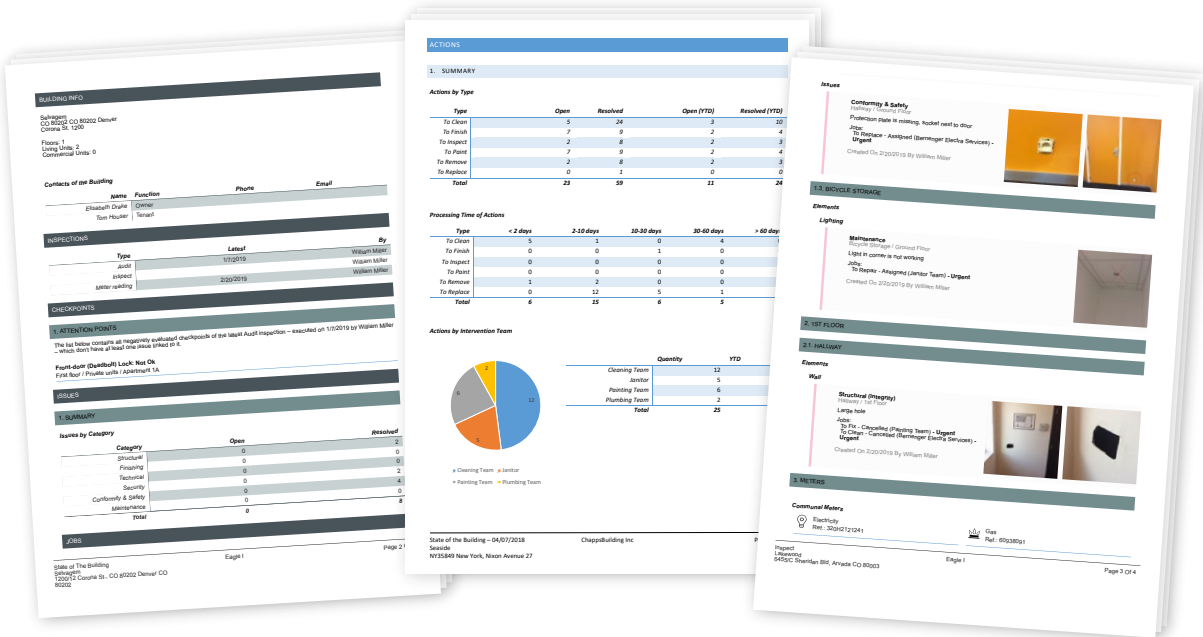 BUILDING INFO
Selvagem
CO 80202 CO 80202 Denver
Corona St. 1200
Floors: 1
Living Units: 2
Commercial Units: 0
Contacts of the Building
Name Function Phone Email
Elisabeth Drake Owner
Tom Houser Tenant
INSPECTIONS
Type Latest By
Audit 1/7/2019 William Miller
Inspect William Miller
Meter reading 2/20/2019 William Miller
CHECKPOINTS
1. ATTENTION POINTS
The list below contains all negatively evaluated checkpoints of the latest Audit inspection – executed on 1/7/2019 by William Miller
– which don't have at least one issue linked to it.
Front-door (Deadbolt) Lock: Not Ok
First floor / Private units / Apartment 1A
ISSUES
1. SUMMARY
Issues by Category
Category Open Resolved
Structural 0 2
Finishing 0 0
Technical 0 0
Security 0 2
Conformity & Safety 0 4
Maintenance 0 0
Total 0 8
JOBS
State of The Building Eagle I Page 2
Selvagem
1200/12 Corona St., CO 80202 Denver CO
80202
ACTIONS
1. SUMMARY
Actions by Type
Type Open Resolved Open (YTD) Resolved (YTD)
To Clean 5 24 3 10
To Finish 7 9 2 4
To Inspect 2 8 2 3
To Paint 7 9 2 4
To Remove 2 8 2 3
To Replace 0 1 0 0
Total 23 59 11 24
Processing Time of Actions
Type < 2 days 2-10 days 10-30 days 30-60 days > 60 days
To Clean 5 1 0 4
To Finish 0 0 1 0
To Inspect 0 0 0 0
To Paint 0 0 0 0
To Remove 1 2 0 0
To Replace 0 12 5 1
Total 6 15 6 5
Actions by Intervention Team
2
12
6
5
Cleaning Team Janitor
Painting Team Plumbing Team
Quantity YTD
Cleaning Team 12
Janitor 5
Painting Team 6
Plumbing Team 2
Total 25
State of the Building – 04/07/2018 ChappsBuilding Inc P
Seaside
NY35849 New York, Nixon Avenue 27
Issues
Conformity & Safety
Hallway / Ground Floor
Protection Plate is missing, socket next to door
Jobs:
To Replace - Assigned (Bernenger Electra Services) -
Urgent
Created On 2/20/2019 By William Miller
1.3. BICYCLE STORAGE
Elements
Lighting
Maintenance
Bicycle Storage / Ground Floor
Light in corner is not working
Jobs:
To Repair - Assigned (Janitor Team) - Urgent
Created On 2/20/2019 By William Miller
2. 1ST FLOOR
2.1. HALLWAY
Elements
Wall
Structural (Integrity)
Hallway / 1st Floor
Large hole
Jobs:
To Fix - Cancelled (Painting Team) - Urgent
To Clean - Cancelled (Bernenger Electra Services) -
Urgent
Created On 2/20/2019 By William Miller
3. METERS
Communal Meters
Electricity
Ref.: 32GH2121241
Gas
Ref.: 60938091
Inspect Eagle I Page 3 Of 4
Lakewood
6455/C Sheridan Bld, Arvada CO 80003